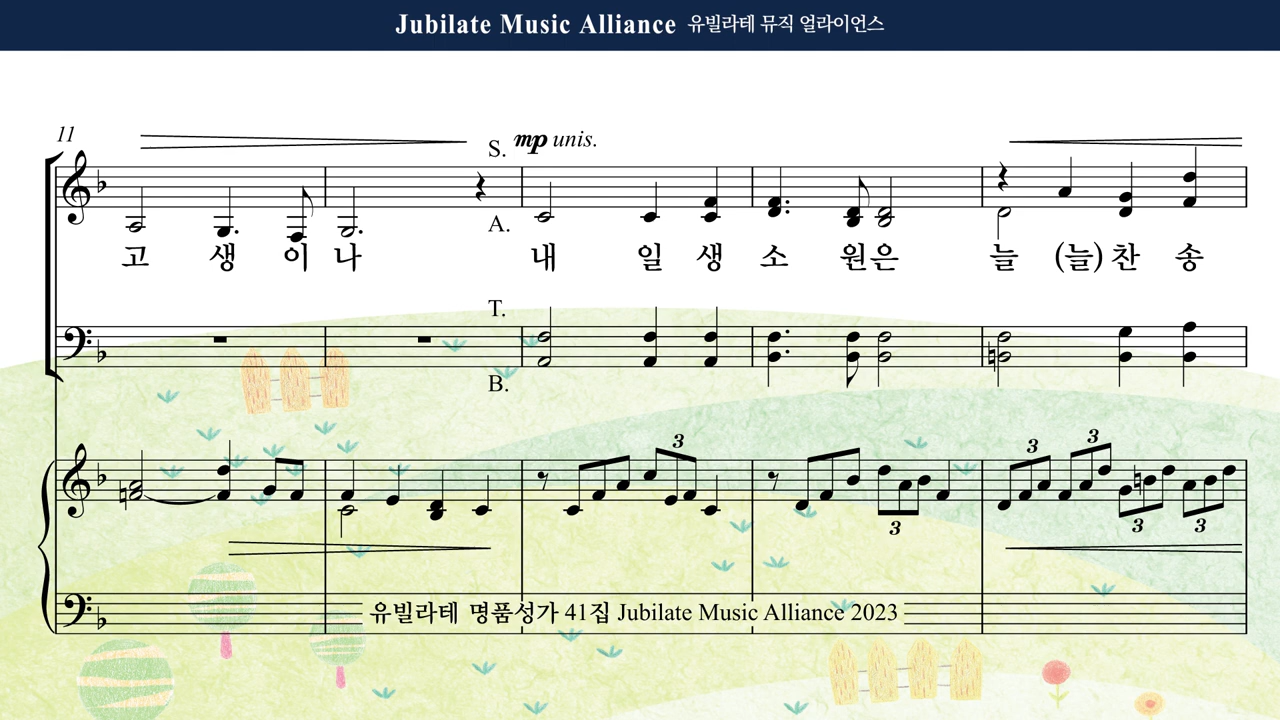 Jubilate Music Alliance 유빌라테 뮤직 얼라이언스
11
S. mp unis.
A.
고 생 이 나 내 일 생 소 원은 늘 (늘) 찬 송
T.
B.
3
3 3
3
3 3
유빌라테 명품성가 41집 Jubilate Music Alliance 2023